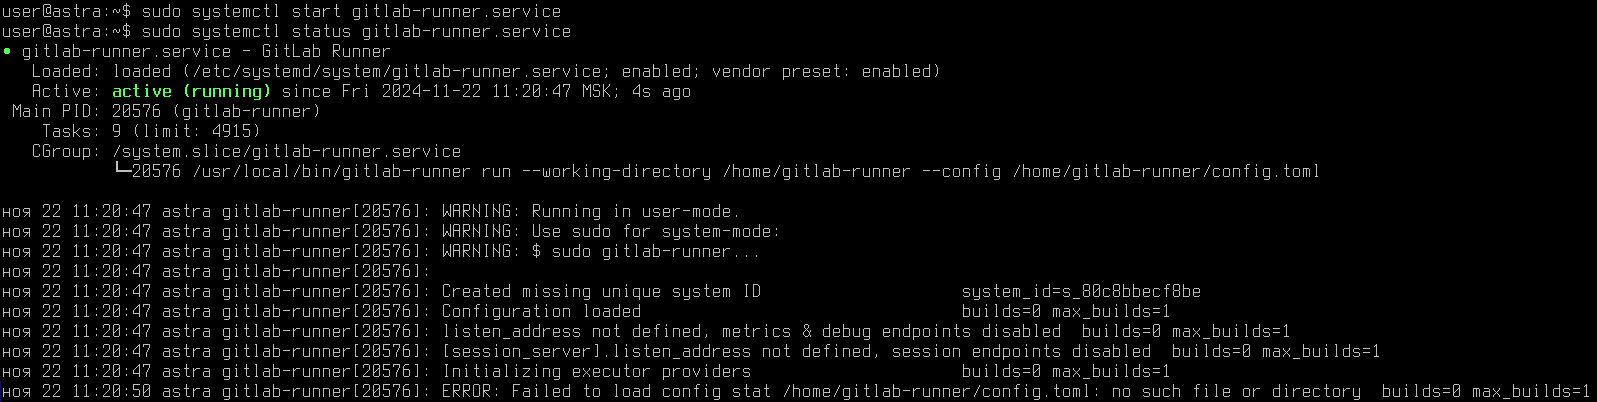 user@astra:~$ sudo systemctl start gitlab-runner.service
user@astra:~$ sudo systemctl status gitlab-runner.service
● gitlab-runner.service - GitLab Runner
   Loaded: loaded (/etc/systemd/system/gitlab-runner.service; enabled; vendor preset: enabled)
   Active: active (running) since Fri 2024-11-22 11:20:47 MSK; 4s ago
 Main PID: 20576 (gitlab-runner)
    Tasks: 9 (limit: 4915)
   CGroup: /system.slice/gitlab-runner.service
           └─20576 /usr/local/bin/gitlab-runner run --working-directory /home/gitlab-runner --config /home/gitlab-runner/config.toml

ноя 22 11:20:47 astra gitlab-runner[20576]: WARNING: Running in user-mode.
ноя 22 11:20:47 astra gitlab-runner[20576]: WARNING: Use sudo for system-mode:
ноя 22 11:20:47 astra gitlab-runner[20576]: WARNING: $ sudo gitlab-runner...
ноя 22 11:20:47 astra gitlab-runner[20576]:
ноя 22 11:20:47 astra gitlab-runner[20576]: Created missing unique system ID                    system_id=s_80c8bbecf8be
ноя 22 11:20:47 astra gitlab-runner[20576]: Configuration loaded                                builds=0 max_builds=1
ноя 22 11:20:47 astra gitlab-runner[20576]: listen_address not defined, metrics & debug endpoints disabled  builds=0 max_builds=1
ноя 22 11:20:47 astra gitlab-runner[20576]: [session_server].listen_address not defined, session endpoints disabled  builds=0 max_builds=1
ноя 22 11:20:47 astra gitlab-runner[20576]: Initializing executor providers                     builds=0 max_builds=1
ноя 22 11:20:50 astra gitlab-runner[20576]: ERROR: Failed to load config stat /home/gitlab-runner/config.toml: no such file or directory  builds=0 max_builds=1